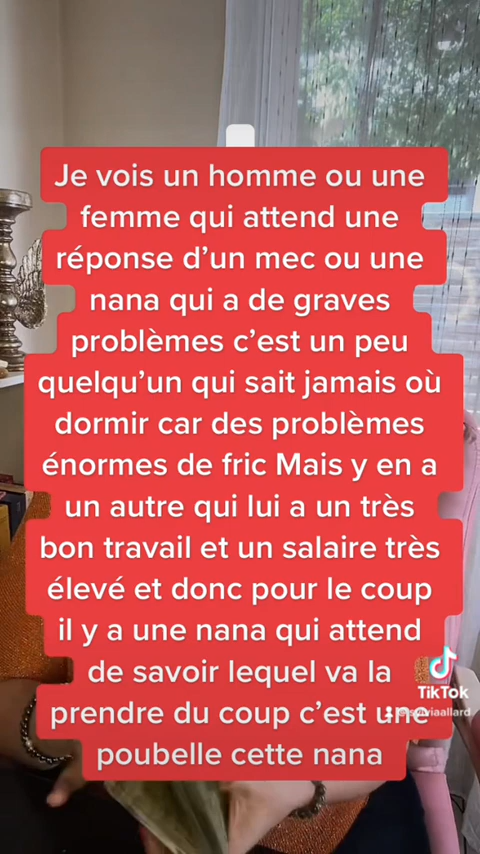 Je vois un homme ou une
femme qui attend une
réponse d’un mec ou une
nana qui a de graves
problèmes c’est un peu
quelqu’un qui sait jamais où
dormir car des problèmes
énormes de fric Mais y en a
un autre qui lui a un très
bon travail et un salaire très
élevé et donc pour le coup
il y a une nana qui attend
de savoir lequel va la
prendre du coup c’est une
poubelle cette nana
TikTok
@sylviaallard